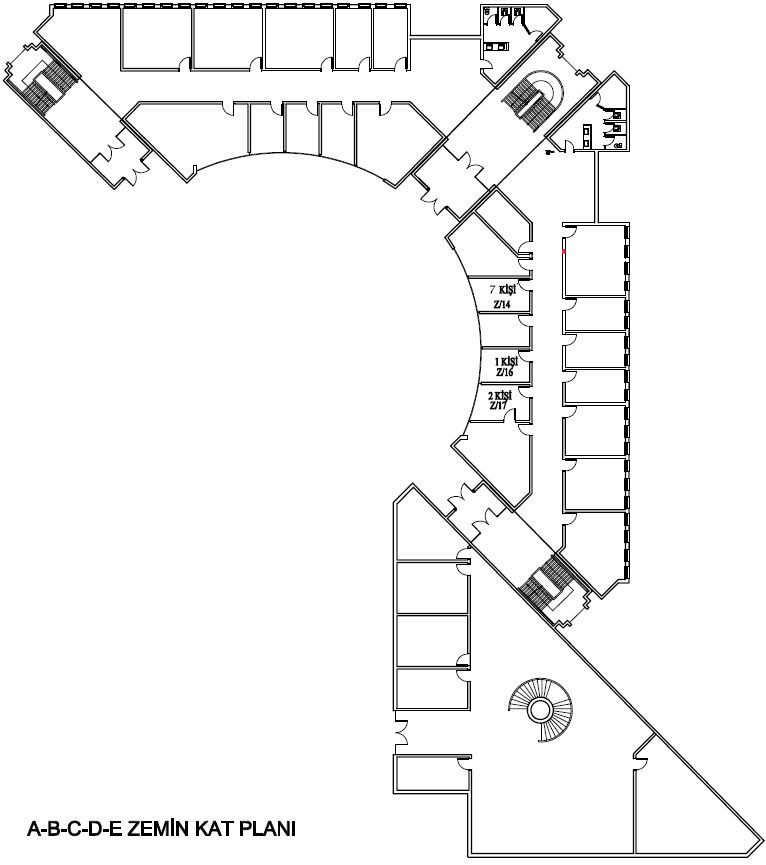 7 KİŞİ
Z/14
1 KİŞİ
Z/16
2 KİŞİ
Z/17
A-B-C-D-E ZEMİN KAT PLANI